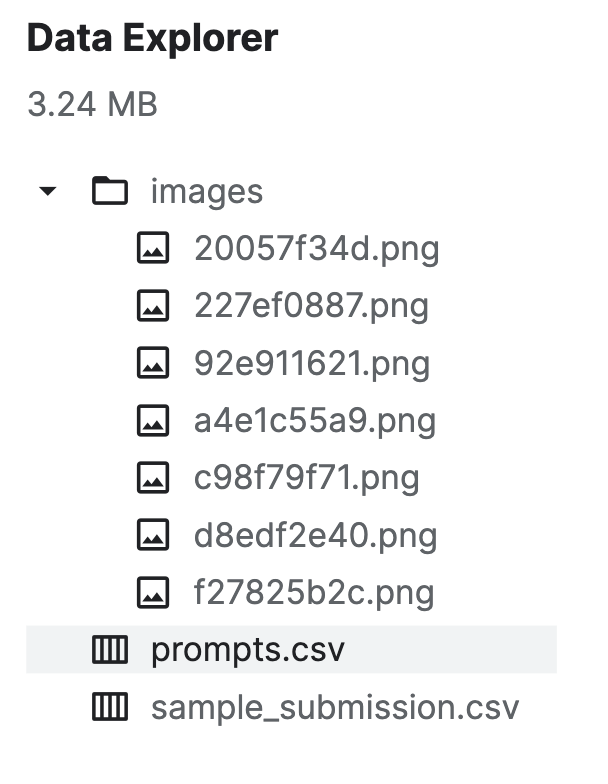 Data Explorer
3.24 MB
images
20057f34d.png
227ef0887.png
92e911621.png
a4e1c55a9.png
c98f79f71.png
d8edf2e40.png
f27825b2c.png
prompts.csv
sample_submission.csv